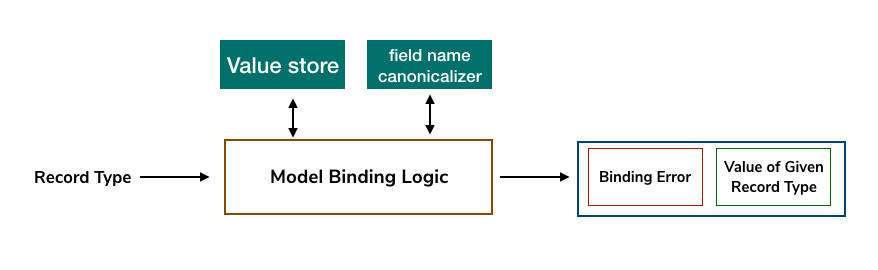 Value store
field name
canonicalizer
Record Type
Model Binding Logic
Binding Error
Value of Given
Record Type